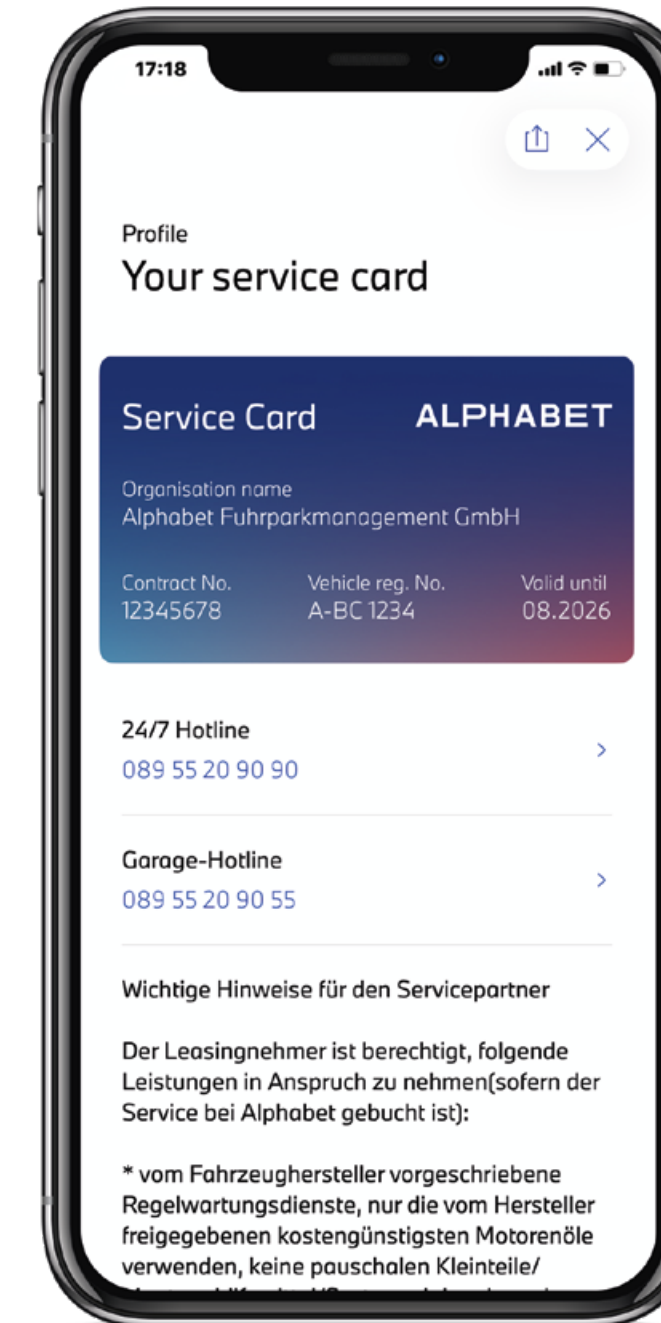 17:18
Profile
Your service card
Service Card ALPHABET
Organisation name
Alphabet Fuhrparkmanagement GmbH
Contract No. Vehicle reg. No. Valid until
12345678 A-BC 1234 08.2026
24/7 Hotline
089 55 20 90 90
Garage-Hotline
089 55 20 90 55
Wichtige Hinweise für den Servicepartner
Der Leasingnehmer ist berechtigt, folgende
Leistungen in Anspruch zu nehmen(sofern der
Service bei Alphabet gebucht ist):
* vom Fahrzeughersteller vorgeschriebene
Regelwartungsdienste, nur die vom Hersteller
freigegebenen kostengünstigsten Motorenöle
verwenden, keine pauschalen Kleinteile/